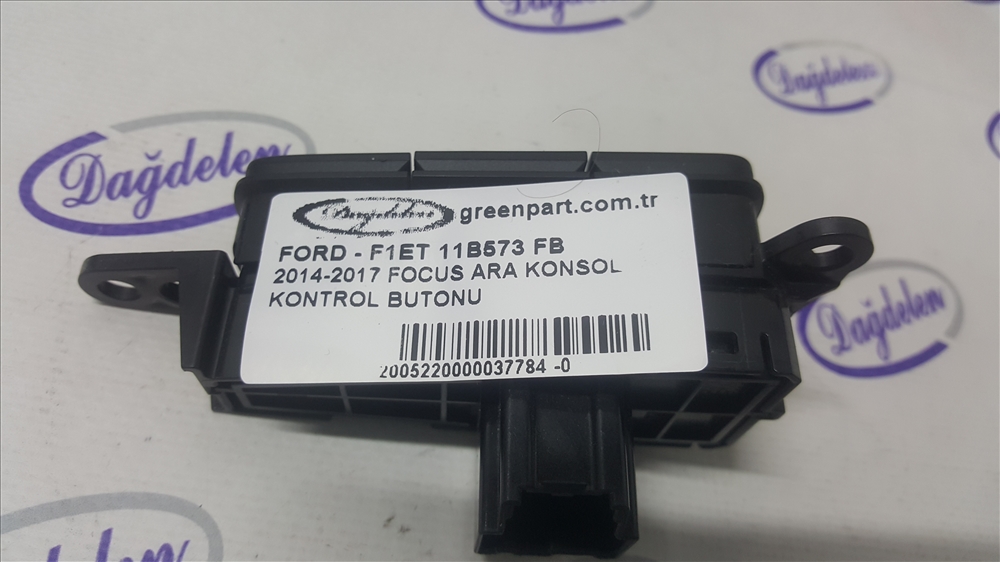 Dağdelen
Dağdelen
Dağdelen greenpart.com.tr
FORD - F1ET 11B573 FB
2014-2017 FOCUS ARA KONSOL
KONTROL BUTONU
2005220000037784 -0
Dağdelen
Dağdelen